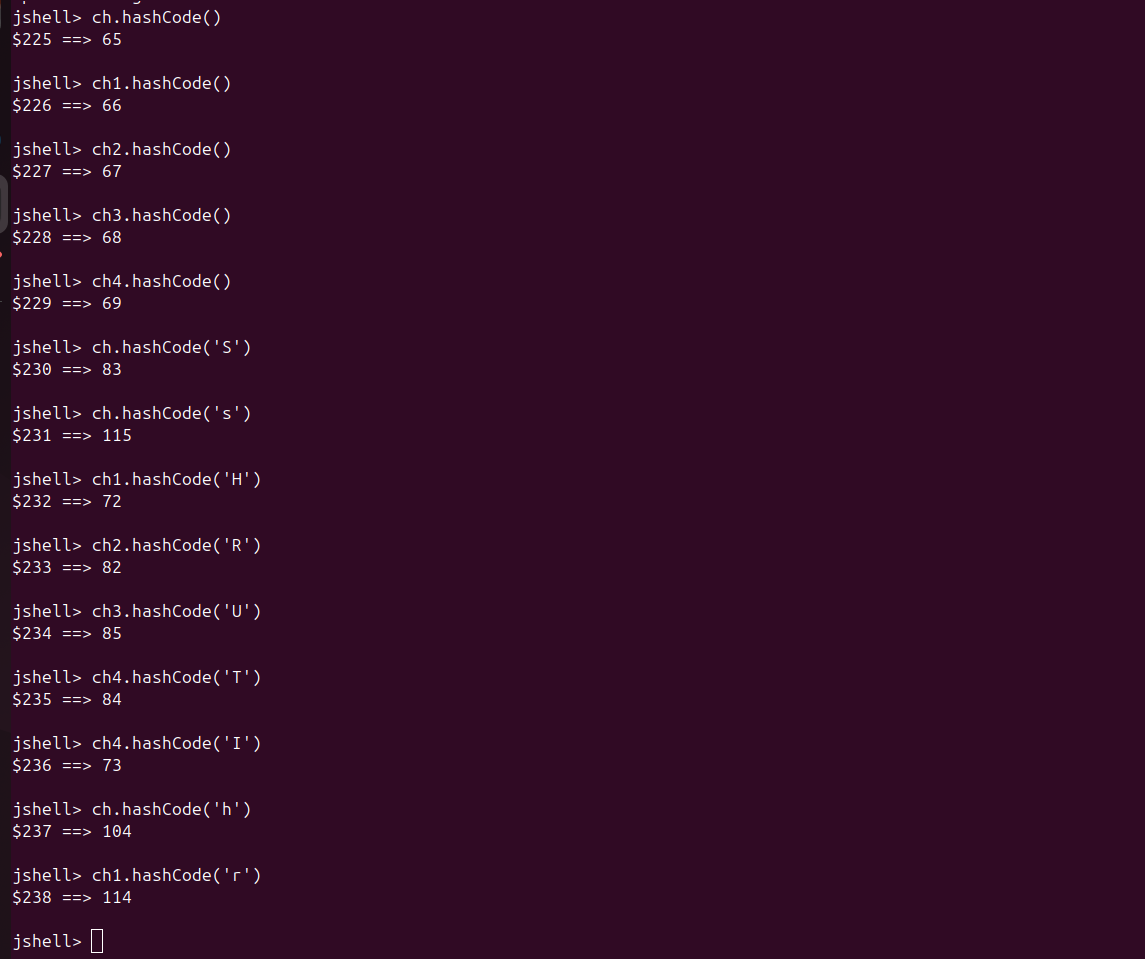 jshell> ch.hashCode()
$225 ==> 65
jshell> ch1.hashCode()
$226 ==> 66
jshell> ch2.hashCode()
$227 ==> 67
jshell> ch3.hashCode()
$228 ==> 68
jshell> ch4.hashCode()
$229 ==> 69
jshell> ch.hashCode('S')
$230 ==> 83
jshell> ch.hashCode('s')
$231 ==> 115
jshell> ch1.hashCode('H')
$232 ==> 72
jshell> ch2.hashCode('R')
$233 ==> 82
jshell> ch3.hashCode('U')
$234 ==> 85
jshell> ch4.hashCode('T')
$235 ==> 84
jshell> ch4.hashCode('I')
$236 ==> 73
jshell> ch.hashCode('h')
$237 ==> 104
jshell> ch1.hashCode('r')
$238 ==> 114
jshell>